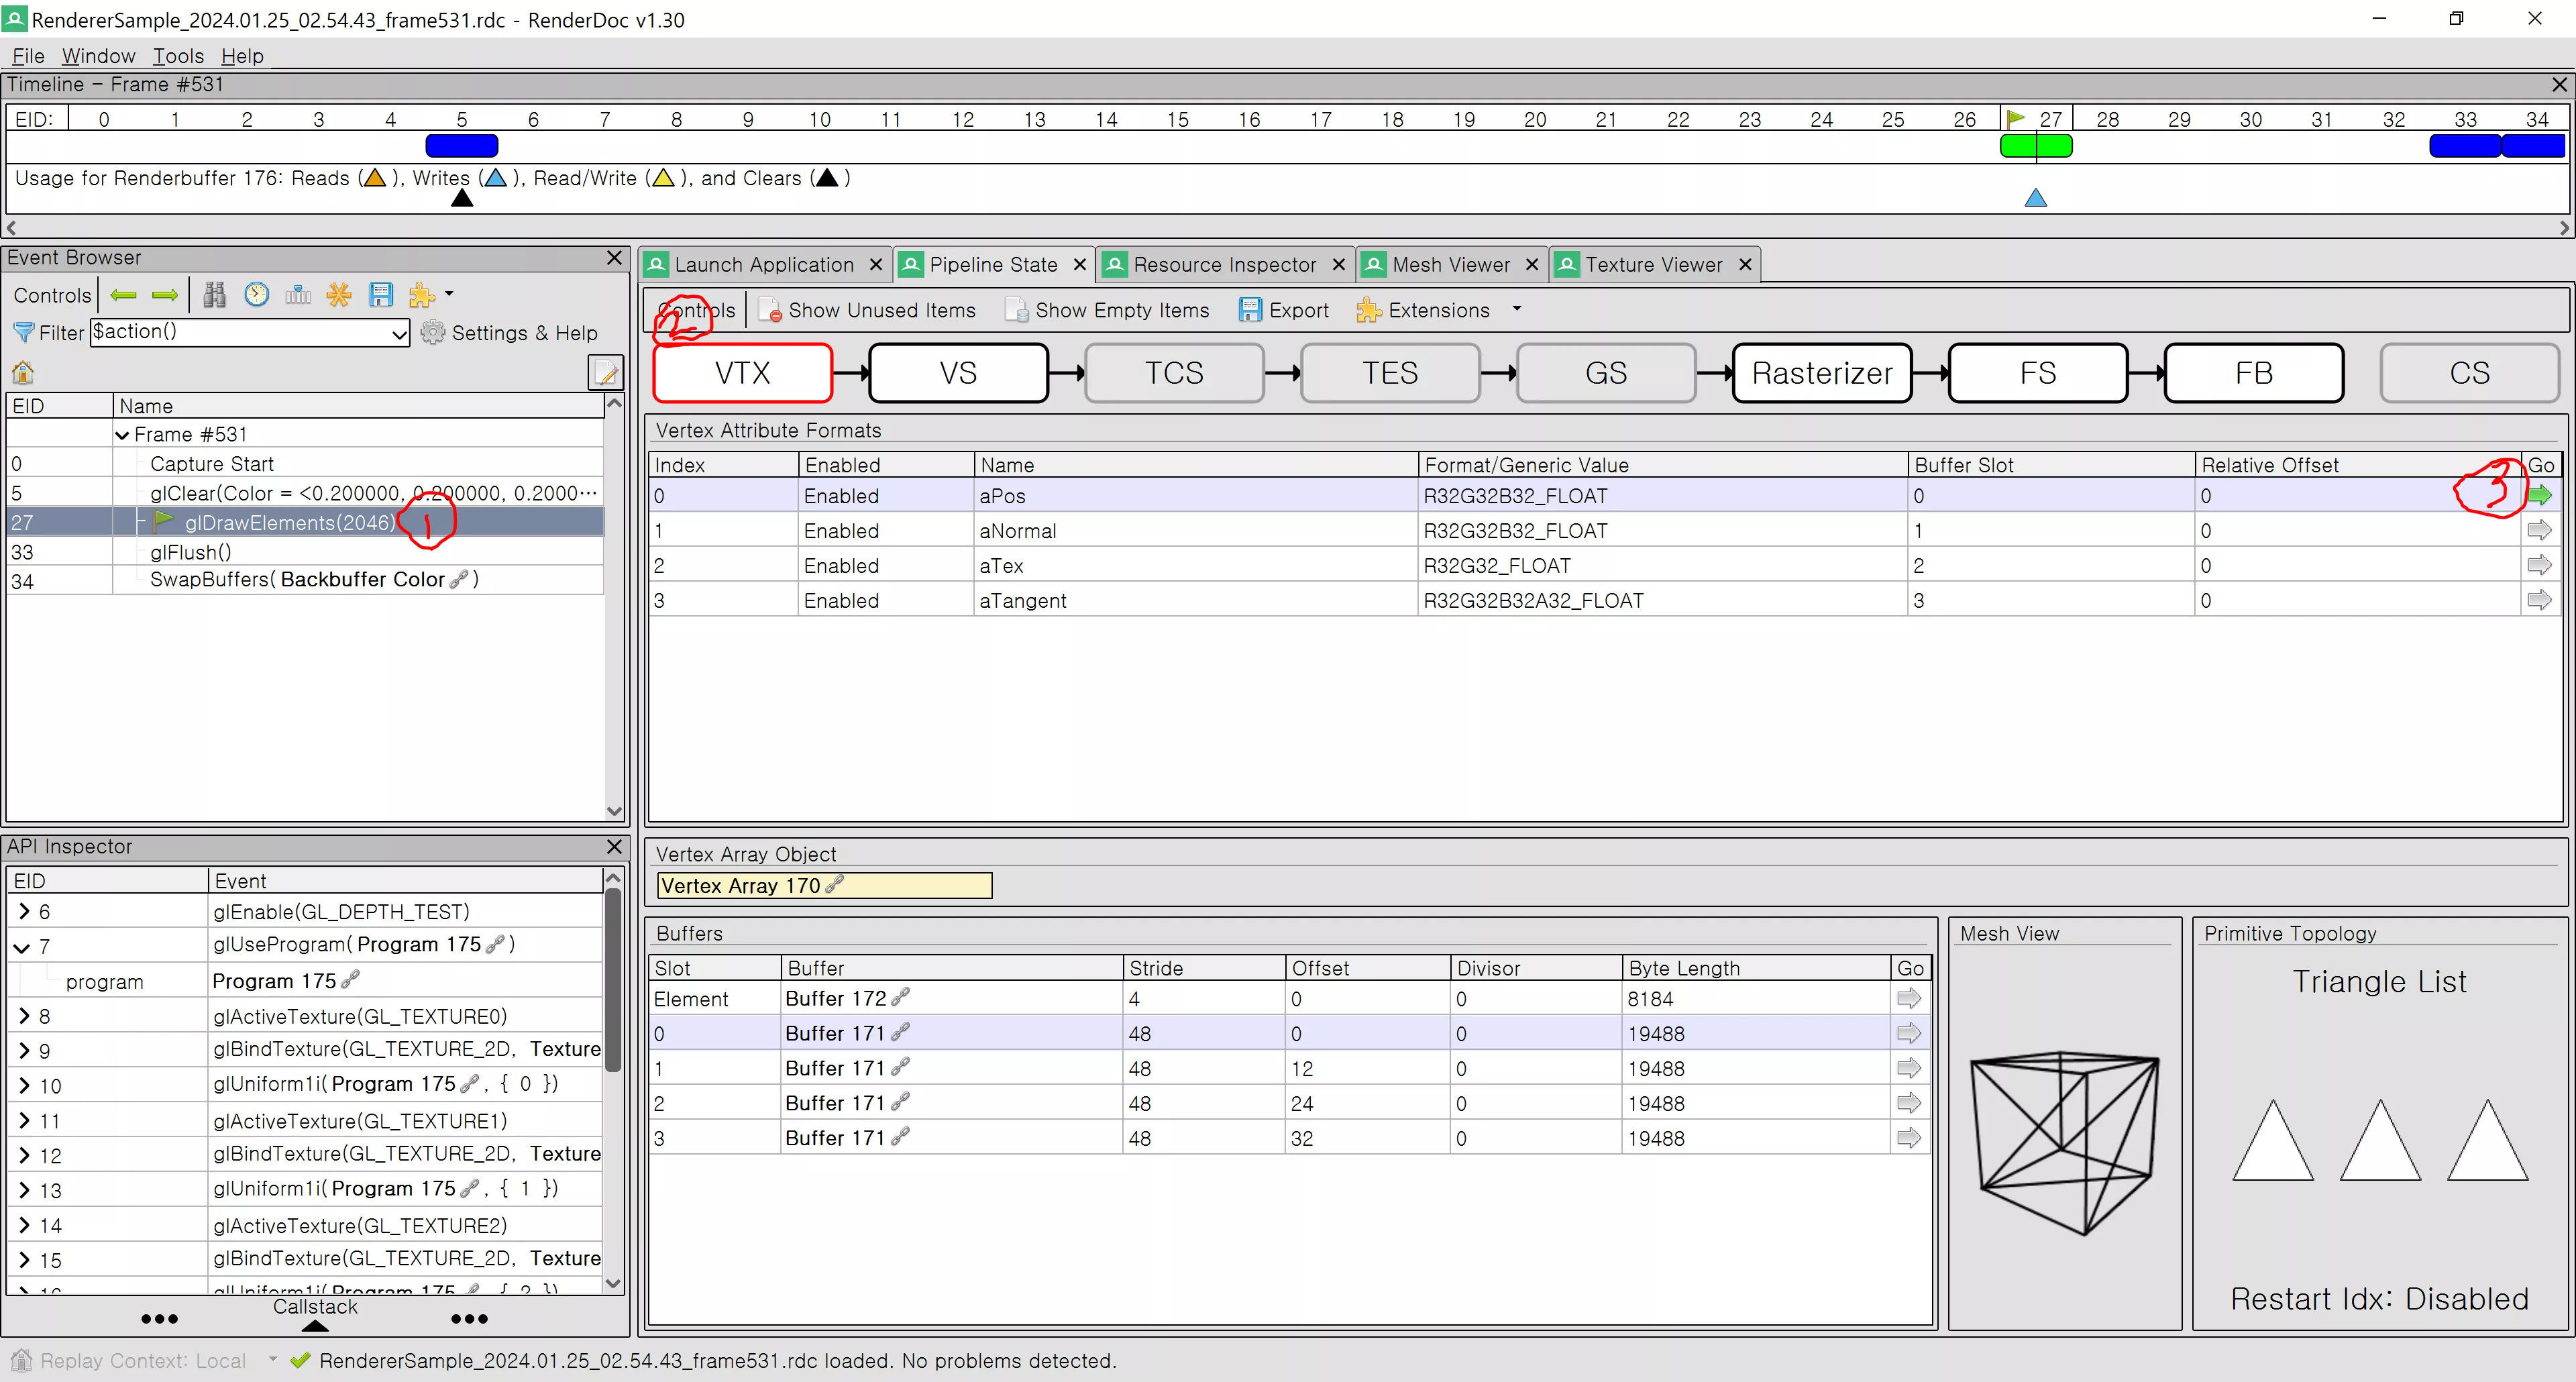 RendererSample_2024.01.25_02.54.43_frame531.rdc - RenderDoc v1.30
File Window Tools Help
Timeline - Frame #531
EID: 0 1 2 3 4 5 6 7 8 9 10 11 12 13 14 15 16 17 18 19 20 21 22 23 24 25 26 27 28 29 30 31 32 33 34
Usage for Renderbuffer 176: Reads ( ), Writes ( ), Read/Write ( ), and Clears ( )
Event Browser
Controls
Filter $action() Settings & Help
EID Name
Frame #531
0 Capture Start
5 glClear(Color = <0.200000, 0.200000, 0.2000...
27 glDrawElements(2046) 1
33 glFlush()
34 SwapBuffers( Backbuffer Color )
API Inspector
EID Event
6 glEnable(GL_DEPTH_TEST)
7 glUseProgram( Program 175 )
program Program 175
8 glActiveTexture(GL_TEXTURE0)
9 glBindTexture(GL_TEXTURE_2D, Texture
10 glUniform1i( Program 175 , { 0 })
11 glActiveTexture(GL_TEXTURE1)
12 glBindTexture(GL_TEXTURE_2D, Texture
13 glUniform1i( Program 175 , { 1 })
14 glActiveTexture(GL_TEXTURE2)
15 glBindTexture(GL_TEXTURE_2D, Texture
16 glUniform1i( Program 175 , { 2 })
Callstack
Launch Application Pipeline State Resource Inspector Mesh Viewer Texture Viewer
Controls Show Unused Items Show Empty Items Export Extensions
2
VTX VS TCS TES GS Rasterizer FS FB CS
Vertex Attribute Formats
Index Enabled Name Format/Generic Value Buffer Slot Relative Offset Go
0 Enabled aPos R32G32B32_FLOAT 0 0 3
1 Enabled aNormal R32G32B32_FLOAT 1 0
2 Enabled aTex R32G32_FLOAT 2 0
3 Enabled aTangent R32G32B32A32_FLOAT 3 0
Vertex Array Object
Vertex Array 170
Buffers
Slot Buffer Stride Offset Divisor Byte Length Go
Element Buffer 172 4 0 0 8184
0 Buffer 171 48 0 0 19488
1 Buffer 171 48 12 0 19488
2 Buffer 171 48 24 0 19488
3 Buffer 171 48 32 0 19488
Mesh View
Primitive Topology
Triangle List
Restart Idx: Disabled
Replay Context: Local RendererSample_2024.01.25_02.54.43_frame531.rdc loaded. No problems detected.